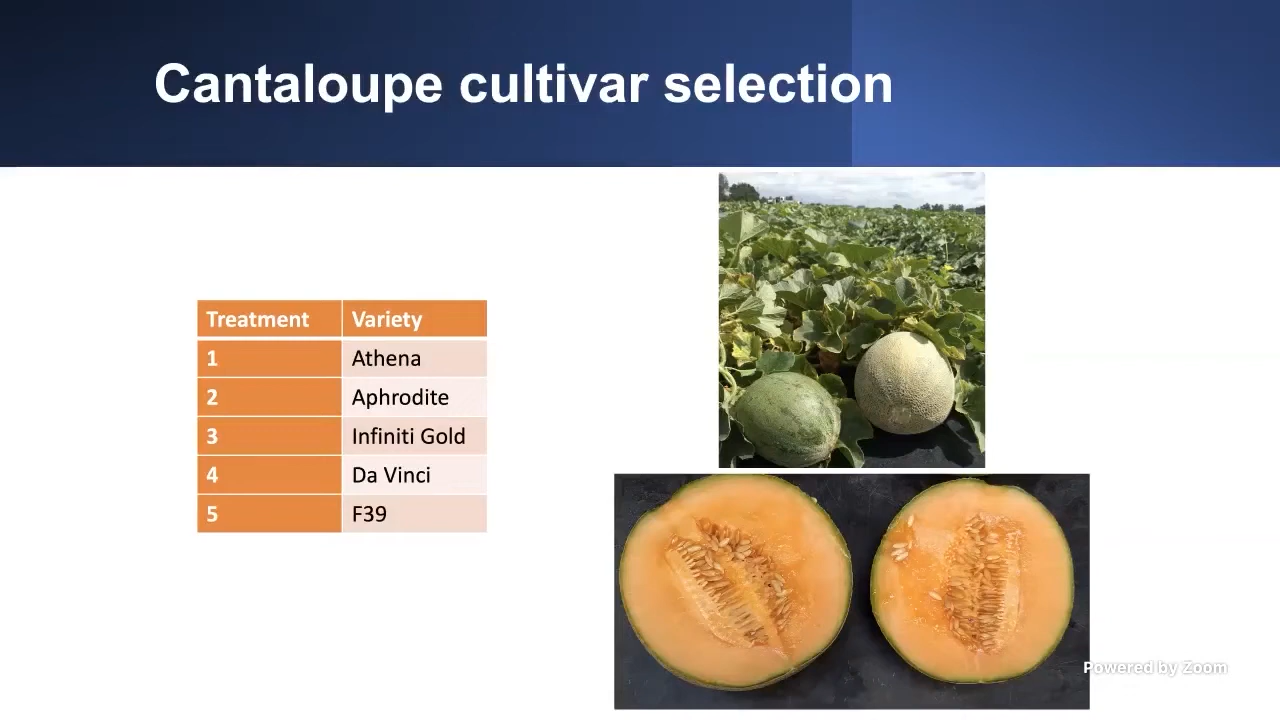 Cantaloupe cultivar selection
Treatment Variety
1 Athena
2 Aphrodite
3 Infiniti Gold
4 Da Vinci
5 F39
Powered by Zoom